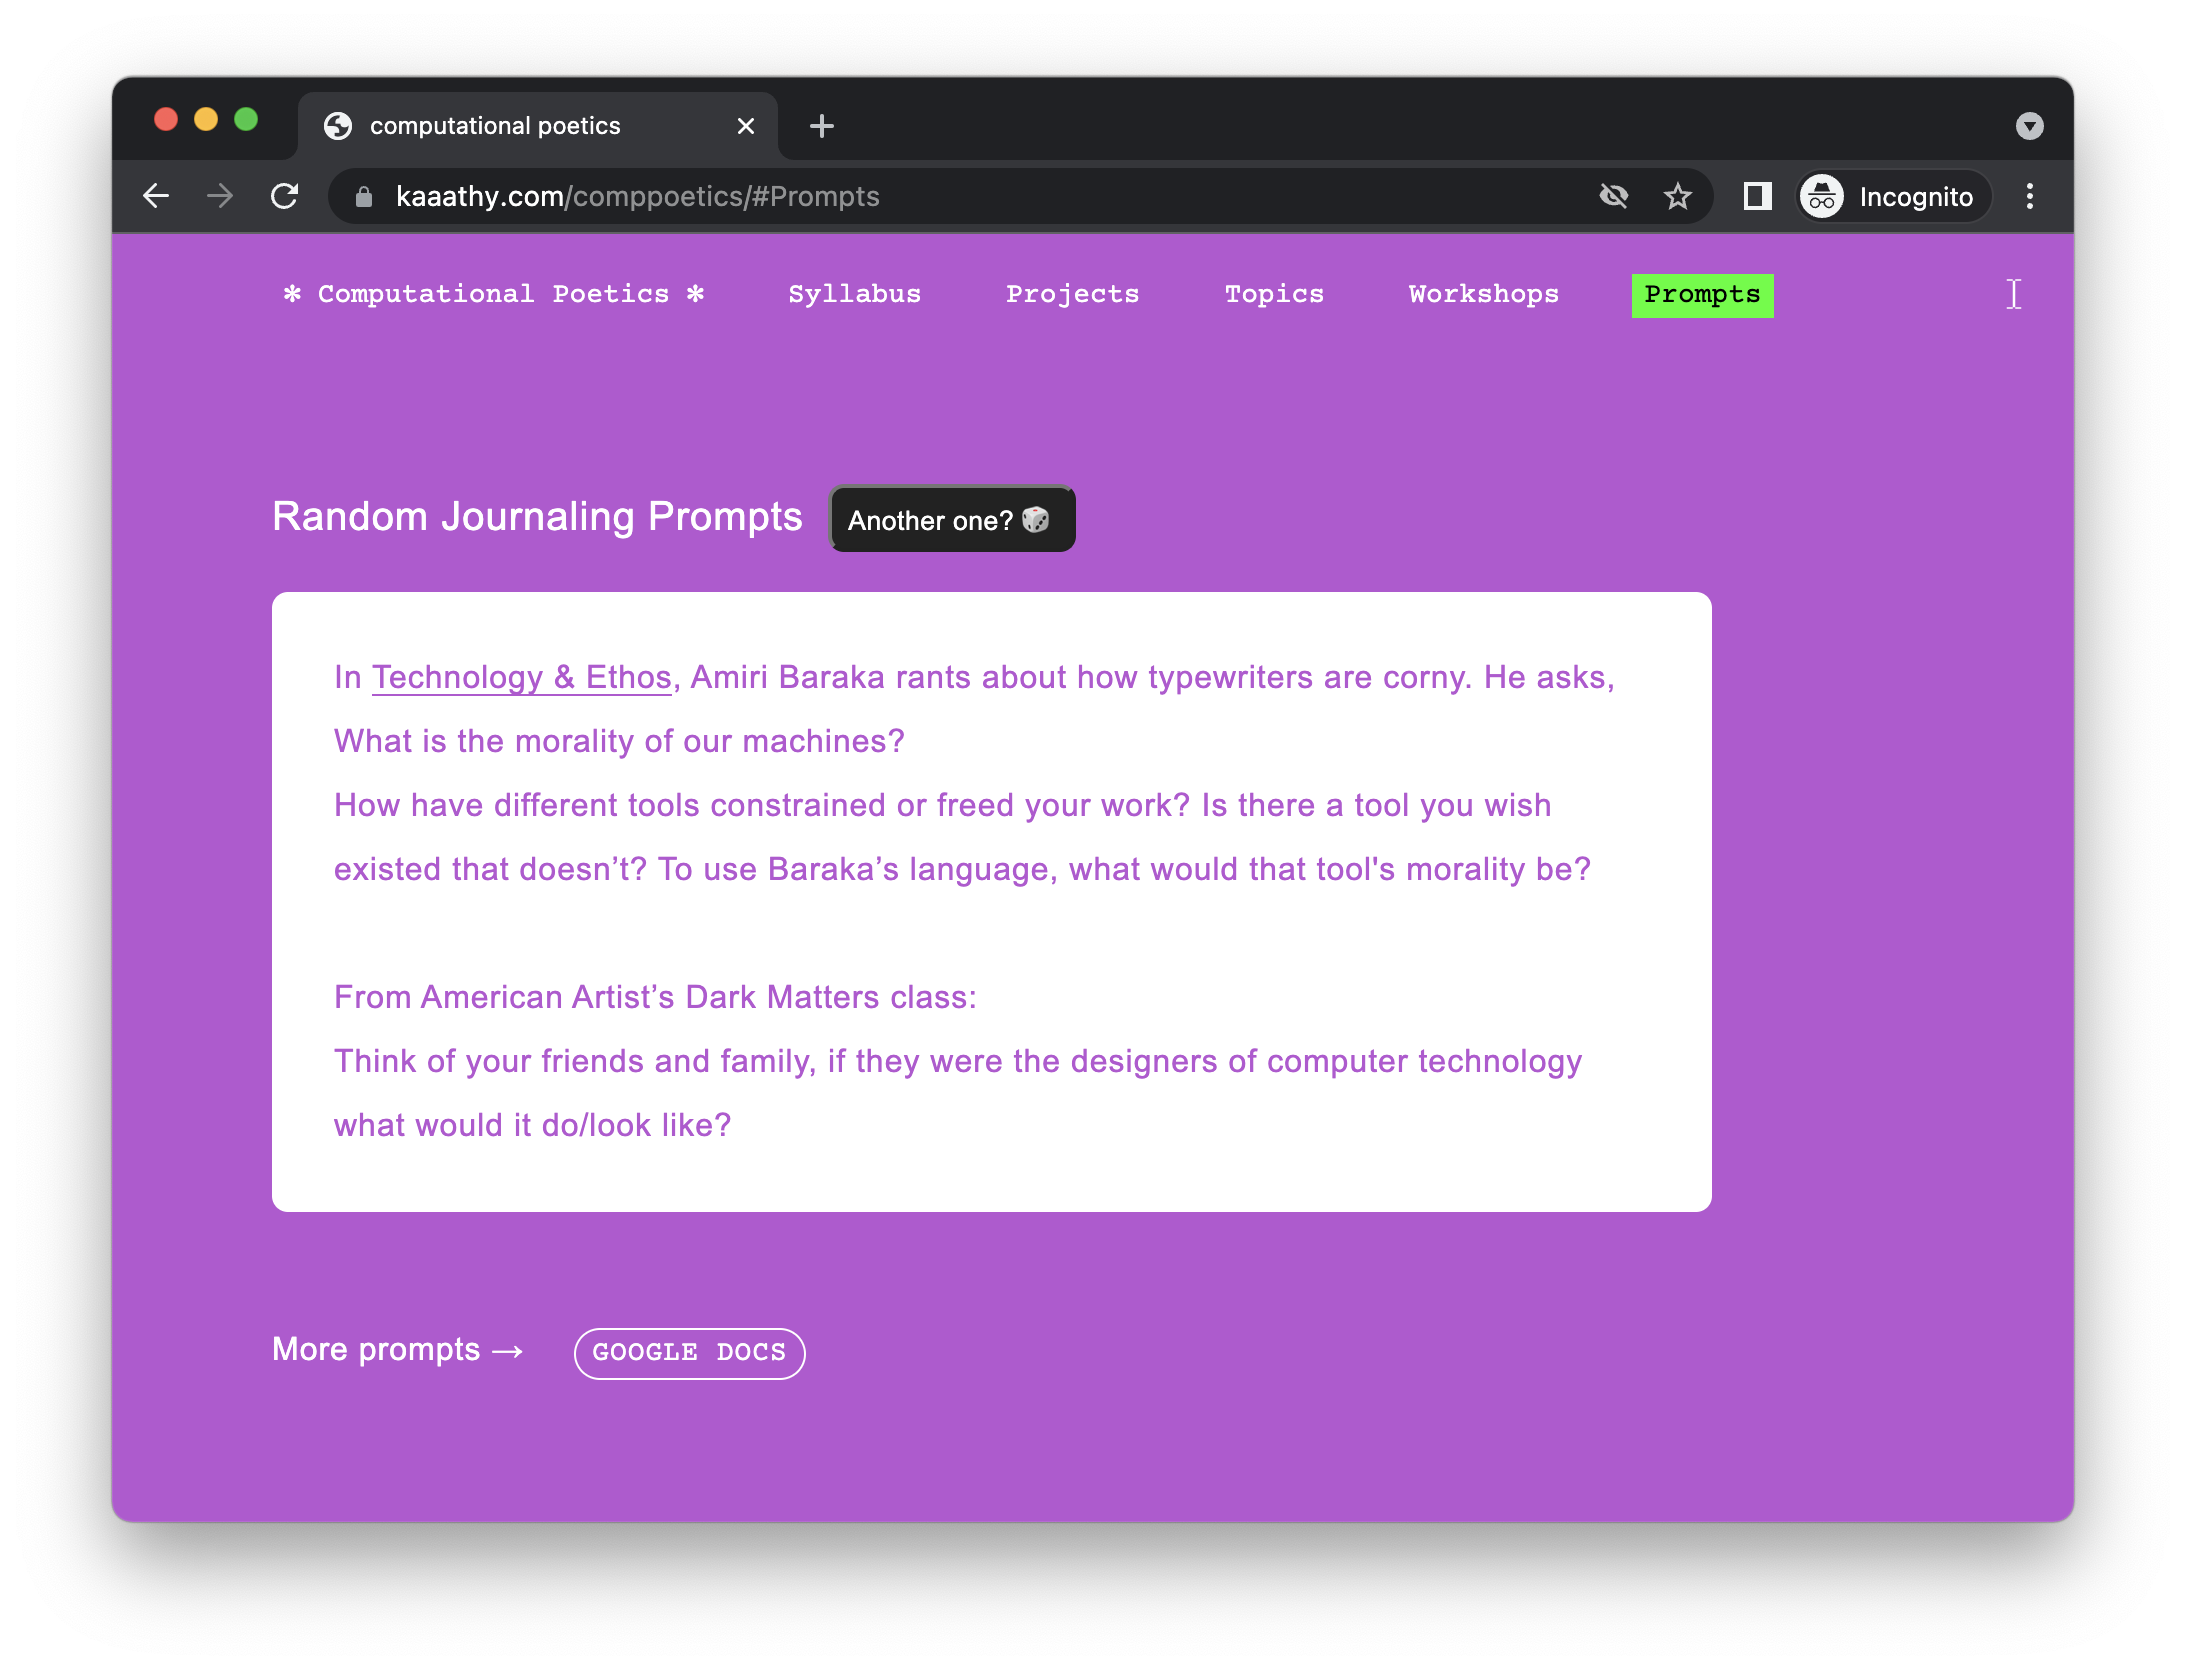 computational poetics
kaaathy.com/comppoetics/#Prompts
Incognito
✻ Computational Poetics ✻ Syllabus Projects Topics Workshops Prompts
Random Journaling Prompts Another one? 🎲
In Technology & Ethos, Amiri Baraka rants about how typewriters are corny. He asks,
What is the morality of our machines?
How have different tools constrained or freed your work? Is there a tool you wish
existed that doesn’t? To use Baraka’s language, what would that tool's morality be?
From American Artist’s Dark Matters class:
Think of your friends and family, if they were the designers of computer technology
what would it do/look like?
More prompts → GOOGLE DOCS